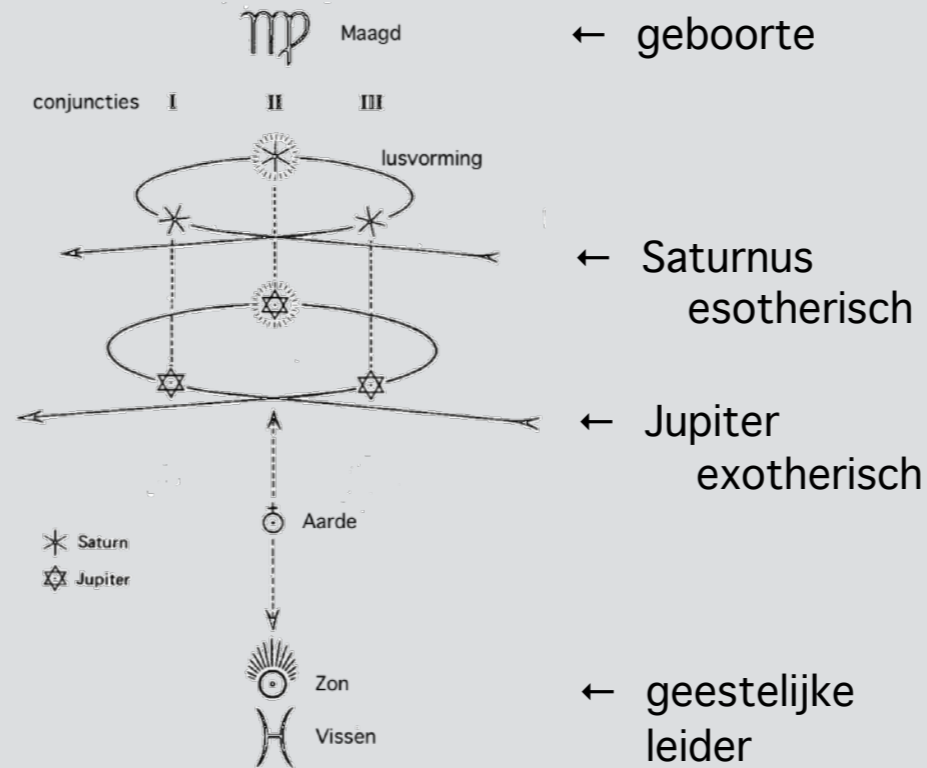 Maagd ← geboorte
conjuncties I II III
lusvorming
← Saturnus
esotherisch
← Jupiter
exotherisch
Aarde
Saturn
Jupiter
Zon ← geestelijke
Vissen leider